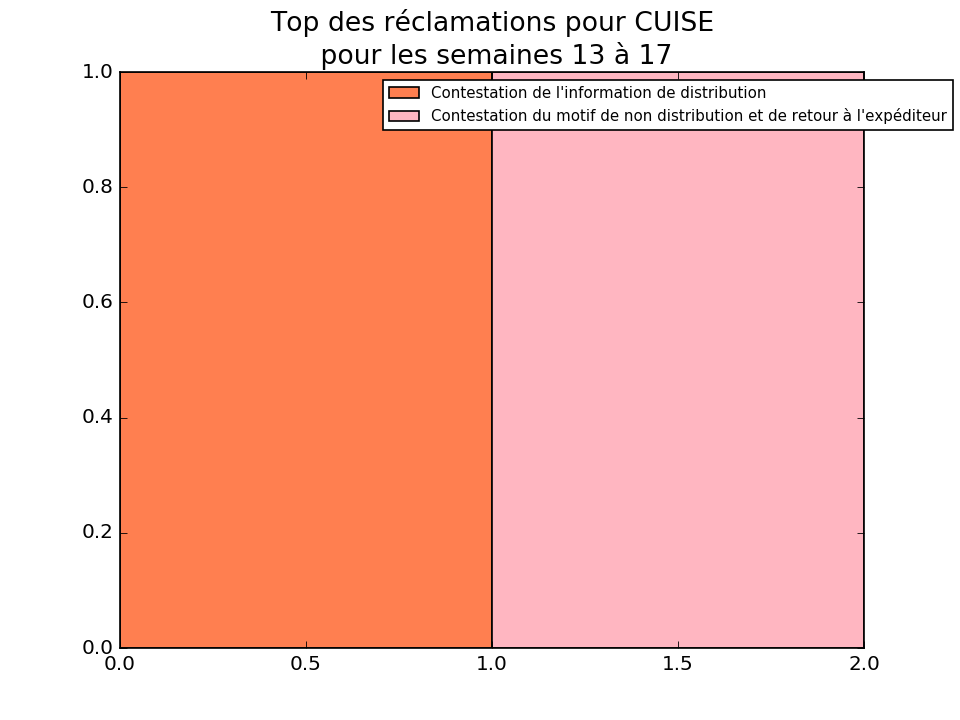 Top des réclamations pour CUISE
pour les semaines 13 à 17
Contestation de l'information de distribution
Contestation du motif de non distribution et de retour à l'expéditeur
1.0
0.8
0.6
0.4
0.2
0.0
0.0 0.5 1.0 1.5 2.0